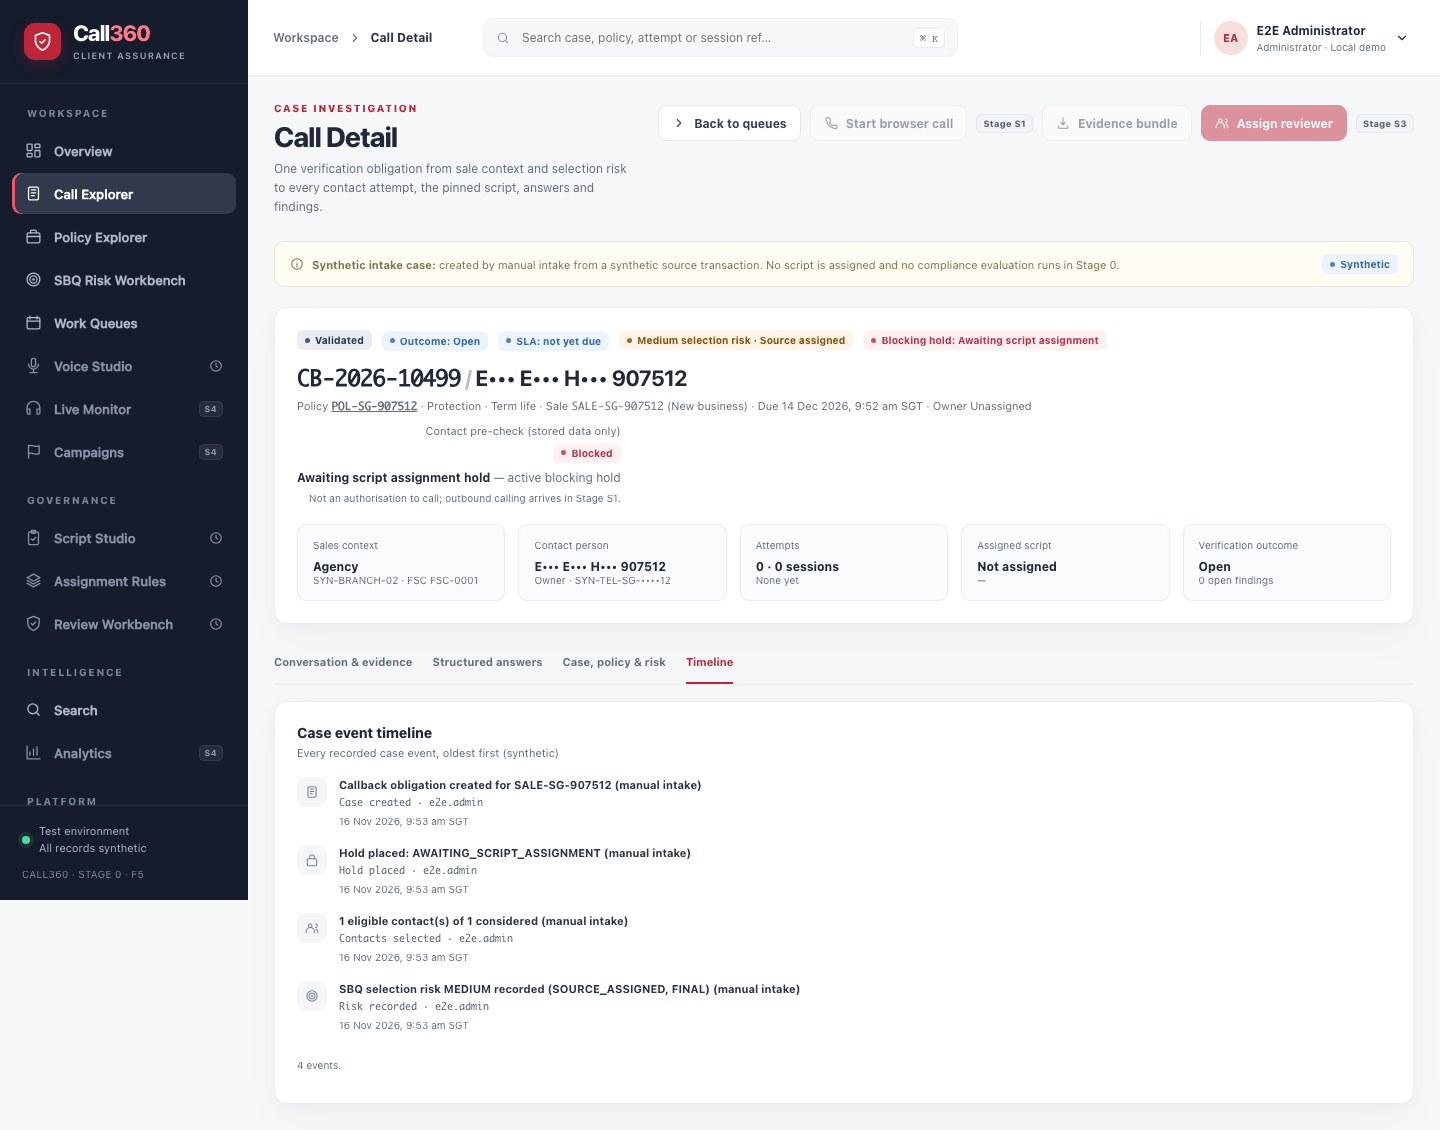 Call360
CLIENT ASSURANCE
WORKSPACE
Overview
Call Explorer
Policy Explorer
SBQ Risk Workbench
Work Queues
Voice Studio
Live Monitor S4
Campaigns S4
GOVERNANCE
Script Studio
Assignment Rules
Review Workbench
INTELLIGENCE
Search
Analytics S4
PLATFORM
Test environment
All records synthetic
CALL360 · STAGE 0 · F5
Workspace > Call Detail
Search case, policy, attempt or session ref...
⌘ K
EA
E2E Administrator
Administrator · Local demo
CASE INVESTIGATION
Call Detail
One verification obligation from sale context and selection risk
to every contact attempt, the pinned script, answers and
findings.
Back to queues
Start browser call
Stage S1
Evidence bundle
Assign reviewer
Stage S3
Synthetic intake case: created by manual intake from a synthetic source transaction. No script is assigned and no compliance evaluation runs in Stage 0.
Synthetic
Validated
Outcome: Open
SLA: not yet due
Medium selection risk · Source assigned
Blocking hold: Awaiting script assignment
CB-2026-10499 / E••• E••• H••• 907512
Policy POL-SG-907512 · Protection · Term life · Sale SALE-SG-907512 (New business) · Due 14 Dec 2026, 9:52 am SGT · Owner Unassigned
Contact pre-check (stored data only)
Blocked
Awaiting script assignment hold — active blocking hold
Not an authorisation to call; outbound calling arrives in Stage S1.
Sales context
Agency
SYN-BRANCH-02 · FSC FSC-0001
Contact person
E••• E••• H••• 907512
Owner · SYN-TEL-SG-••••12
Attempts
0 · 0 sessions
None yet
Assigned script
Not assigned
—
Verification outcome
Open
0 open findings
Conversation & evidence
Structured answers
Case, policy & risk
Timeline
Case event timeline
Every recorded case event, oldest first (synthetic)
Callback obligation created for SALE-SG-907512 (manual intake)
Case created · e2e.admin
16 Nov 2026, 9:53 am SGT
Hold placed: AWAITING_SCRIPT_ASSIGNMENT (manual intake)
Hold placed · e2e.admin
16 Nov 2026, 9:53 am SGT
1 eligible contact(s) of 1 considered (manual intake)
Contacts selected · e2e.admin
16 Nov 2026, 9:53 am SGT
SBQ selection risk MEDIUM recorded (SOURCE_ASSIGNED, FINAL) (manual intake)
Risk recorded · e2e.admin
16 Nov 2026, 9:53 am SGT
4 events.